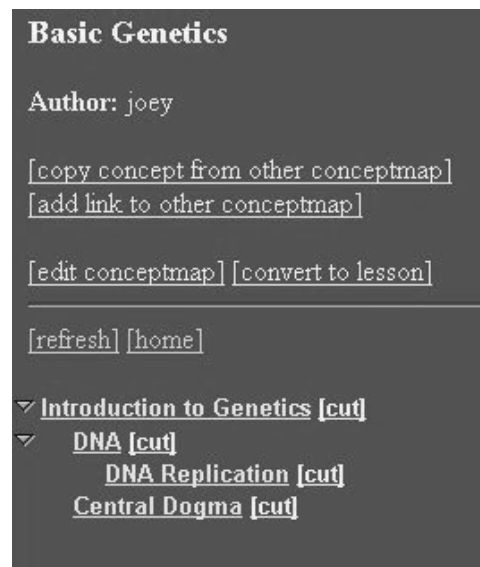 Basic Genetics
Author: joey
[copy concept from other conceptmap]
[add link to other conceptmap]
[edit conceptmap] [convert to lesson]
[refresh] [home]
Introduction to Genetics [cut]
DNA [cut]
DNA Replication [cut]
Central Dogma [cut]